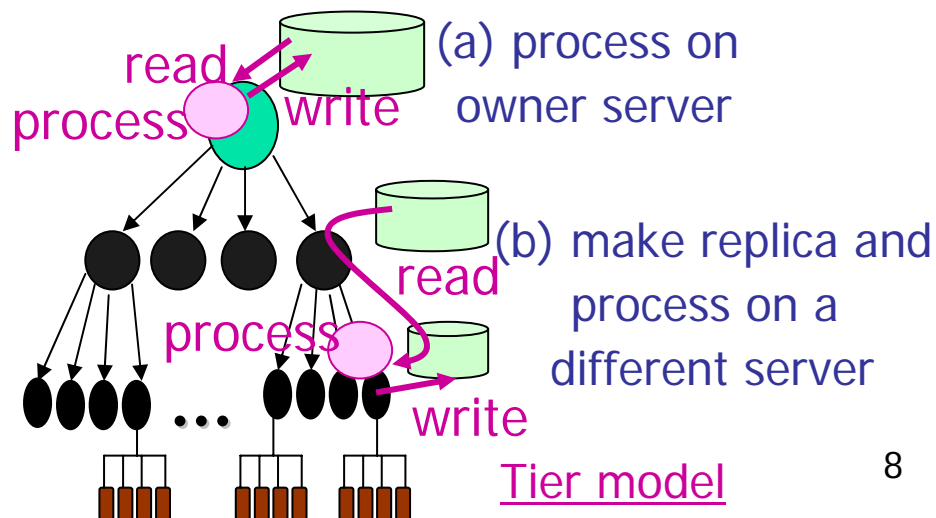 (a) process on
owner server
read
process
write
(b) make replica and
process on a
different server
read
process
write
...
Tier model
8